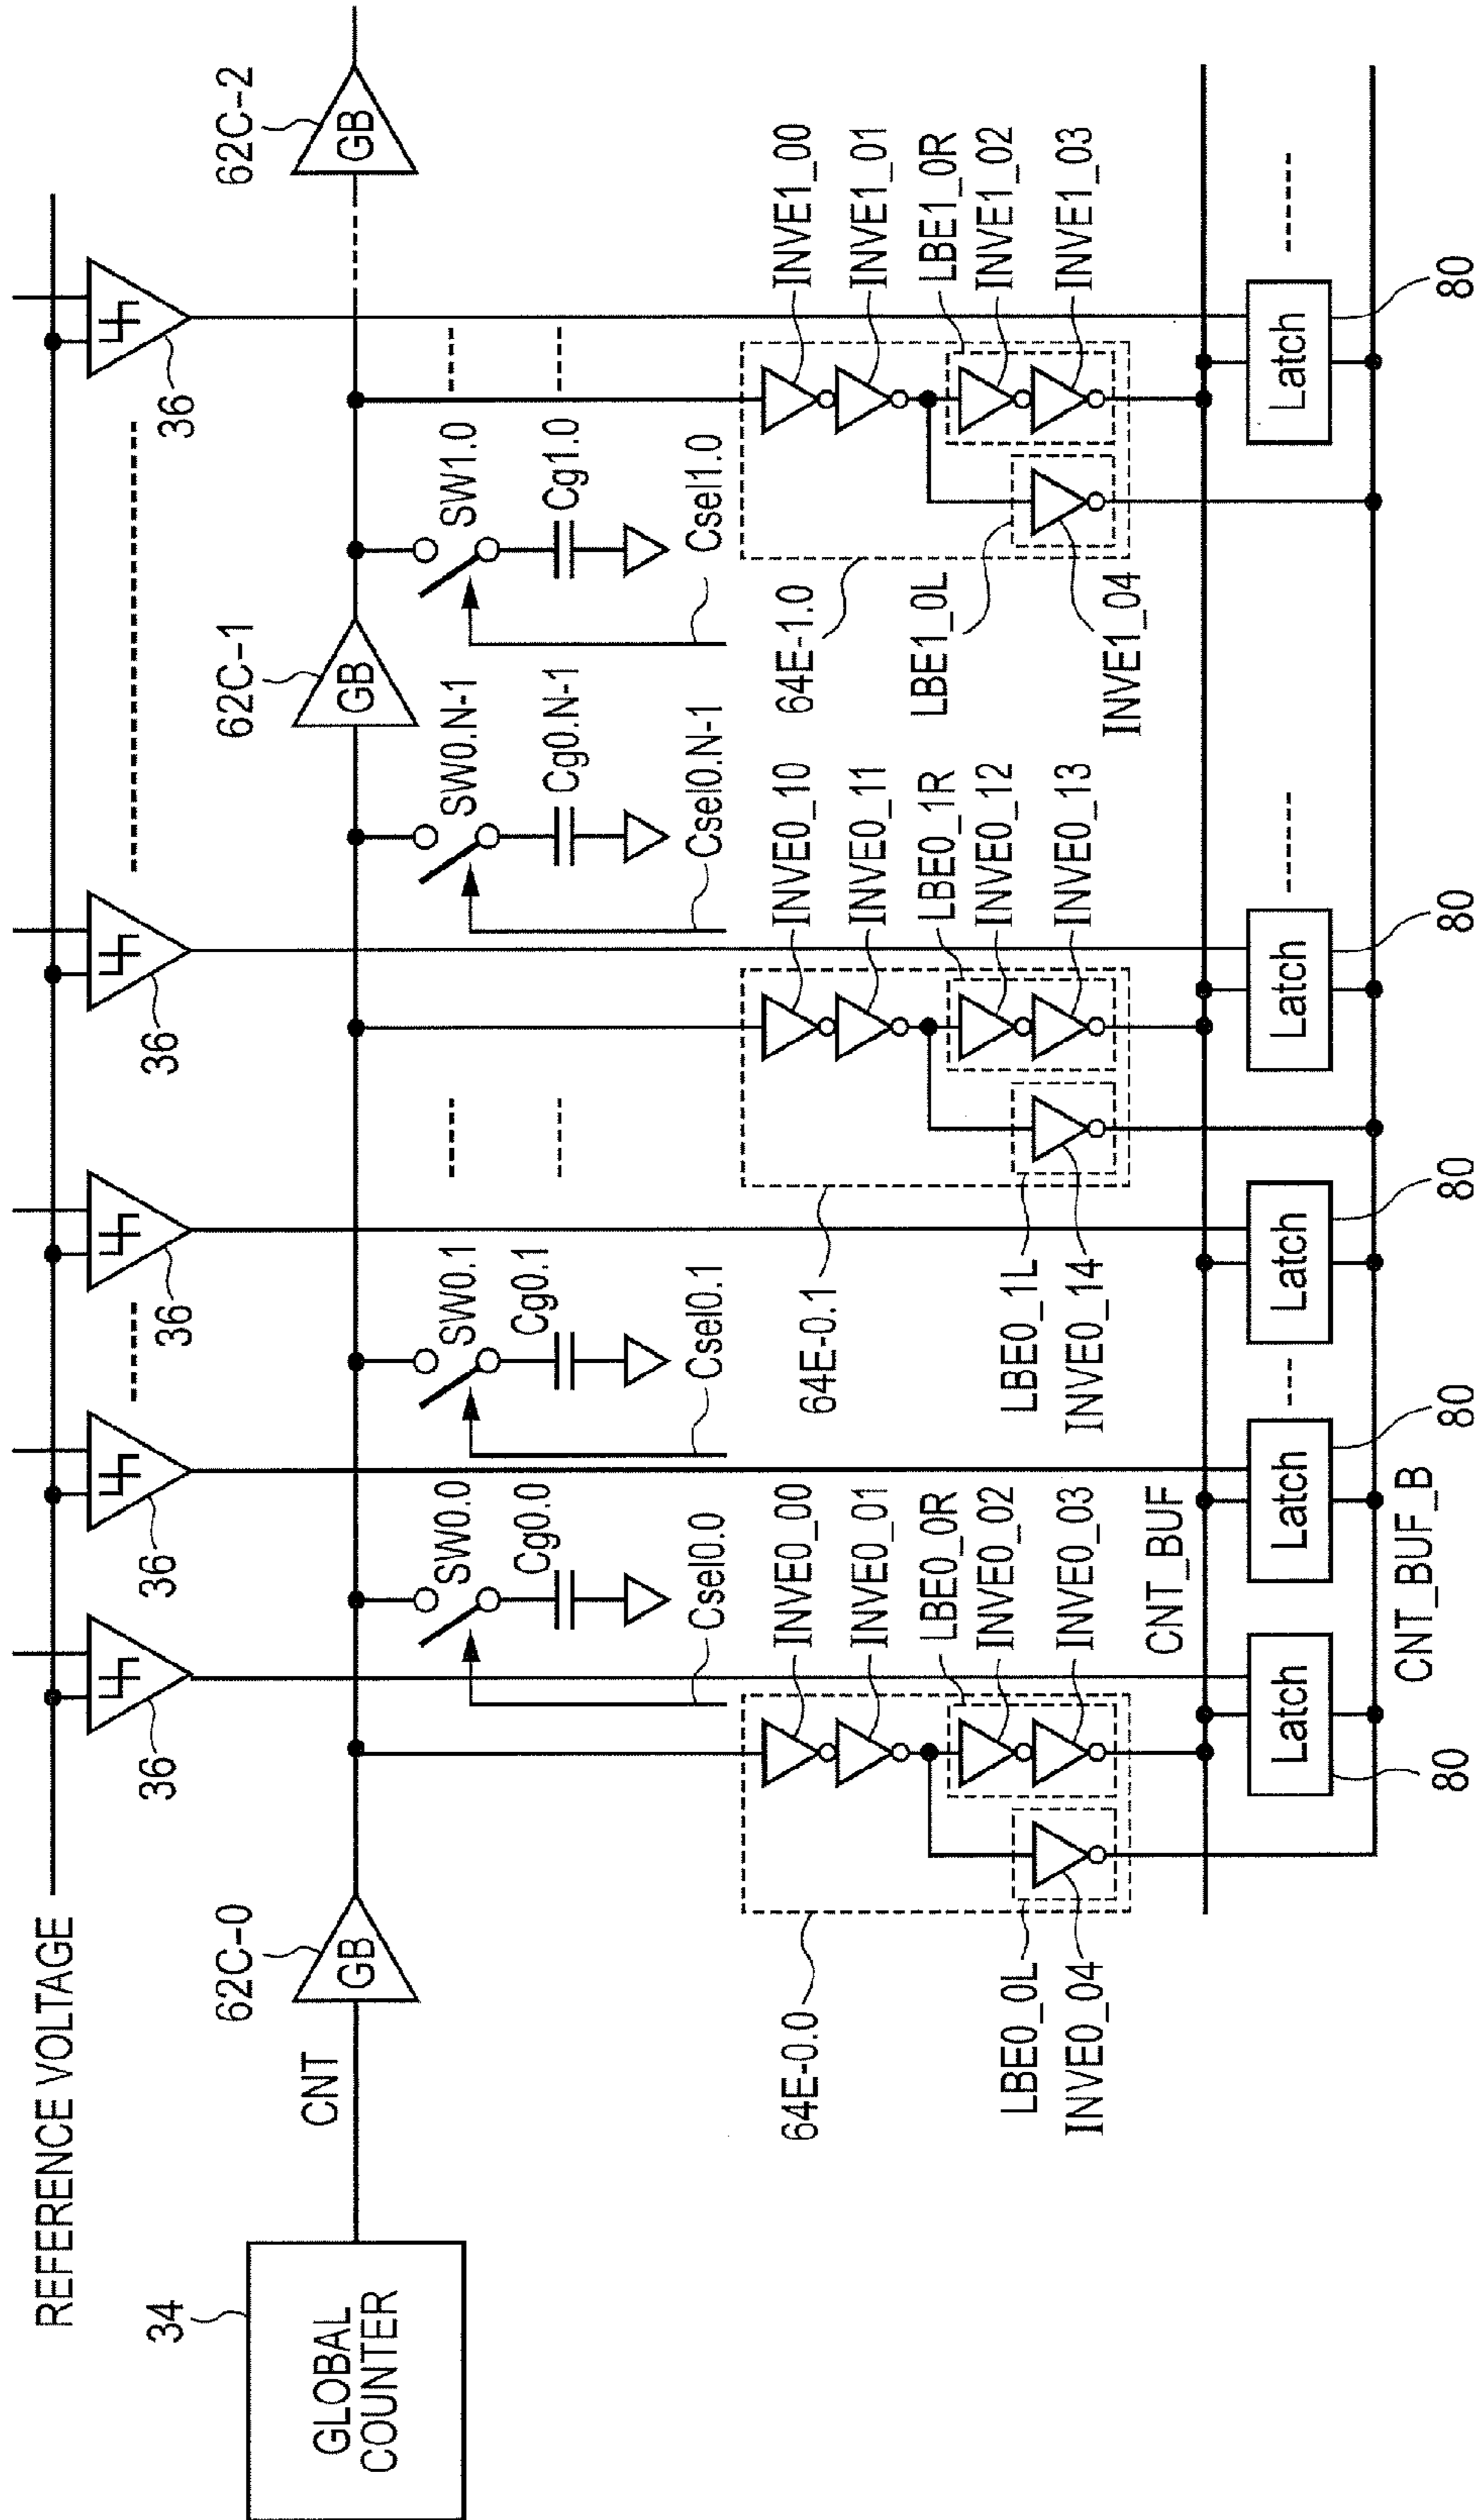 REFERENCE VOLTAGE
36
36
36
36
36
34
GLOBAL
COUNTER
CNT
62C-0
GB
62C-1
GB
62C-2
GB
SW0.0
Cg0.0
Csel0.0
SW0.1
Cg0.1
Csel0.1
SW0.N-1
Cg0.N-1
Csel0.N-1
SW1.0
Cg1.0
Csel1.0
64E-0.0
INVE0_00
INVE0_01
LBE0_0R
INVE0_02
INVE0_03
LBE0_0L
INVE0_04
64E-0.1
INVE0_10
INVE0_11
LBE0_1R
INVE0_12
INVE0_13
LBE0_1L
INVE0_14
64E-1.0
INVE1_00
INVE1_01
LBE1_0R
INVE1_02
INVE1_03
LBE1_0L
INVE1_04
CNT_BUF
Latch
Latch
Latch
Latch
Latch
CNT_BUF_B
80
80
80
80
80